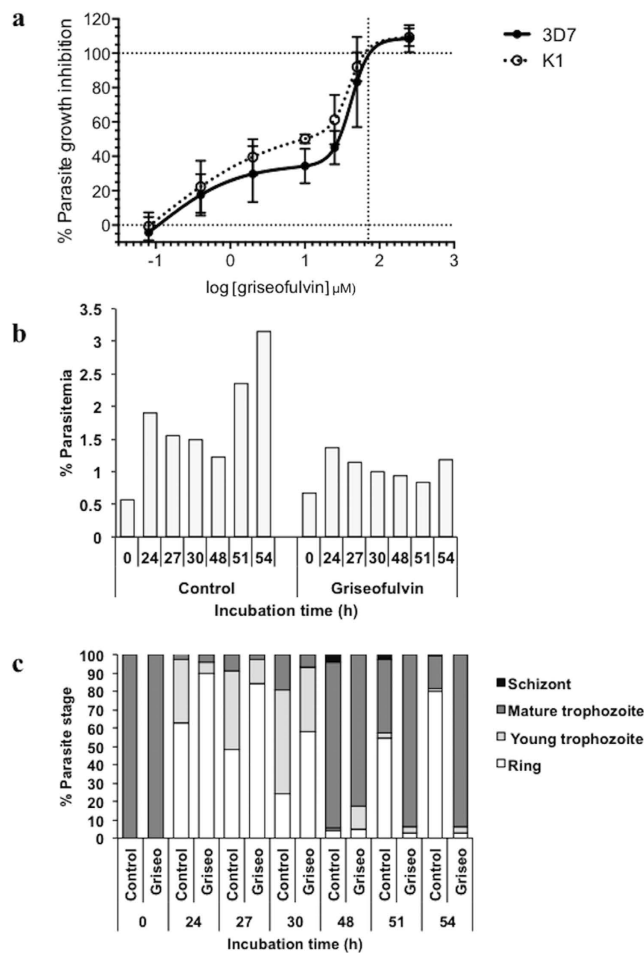 a
120
100
80
60
40
20
0
% Parasite growth inhibition
-1 0 1 2 3
log [griseofulvin] µM)
3D7
K1
b
3.5
3
2.5
2
1.5
1
0.5
0
% Parasitemia
0 24 27 30 48 51 54 0 24 27 30 48 51 54
Control Griseofulvin
Incubation time (h)
c
100
90
80
70
60
50
40
30
20
10
0
% Parasite stage
Schizont
Mature trophozoite
Young trophozoite
Ring
Control Griseo Control Griseo Control Griseo Control Griseo Control Griseo Control Griseo Control Griseo
0 24 27 30 48 51 54
Incubation time (h)